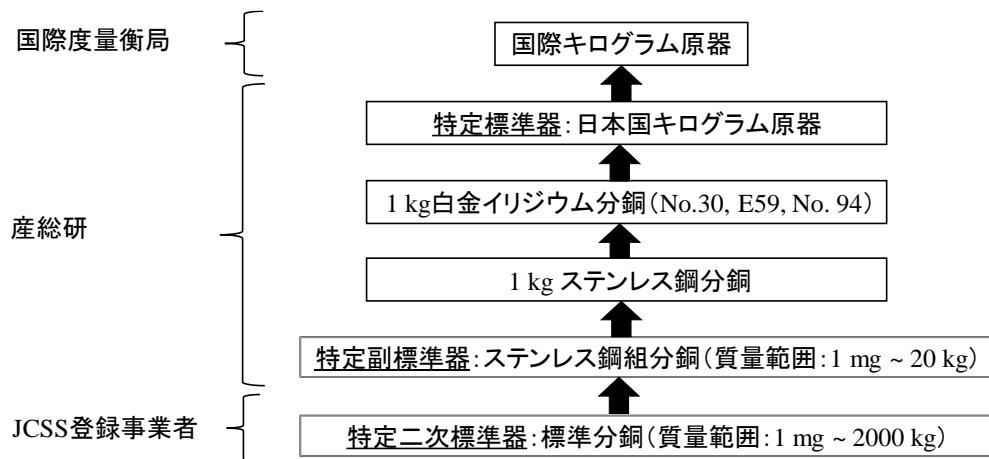 国際度量衡局
国際キログラム原器
特定標準器:日本国キログラム原器
1 kg白金イリジウム分銅(No.30, E59, No. 94)
産総研
1 kg ステンレス鋼分銅
特定副標準器:ステンレス鋼組分銅(質量範囲:1 mg ~ 20 kg)
JCSS登録事業者
特定二次標準器:標準分銅(質量範囲:1 mg ~ 2000 kg)